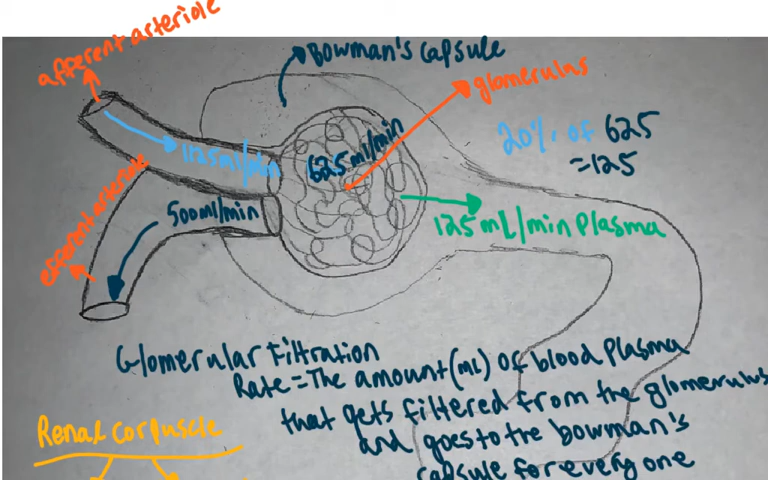 afferent arteriole
Bowman's capsule
glomerulus
1125ml/min
625ml/min
20% of 625
=125
efferent arteriole
500ml/min
125mL/min Plasma
Glomerular Filtration
Rate=The amount(mL) of blood plasma
that gets filtered from the glomerulus
and goes to the bowman's
capsule for every one
Renal corpuscle